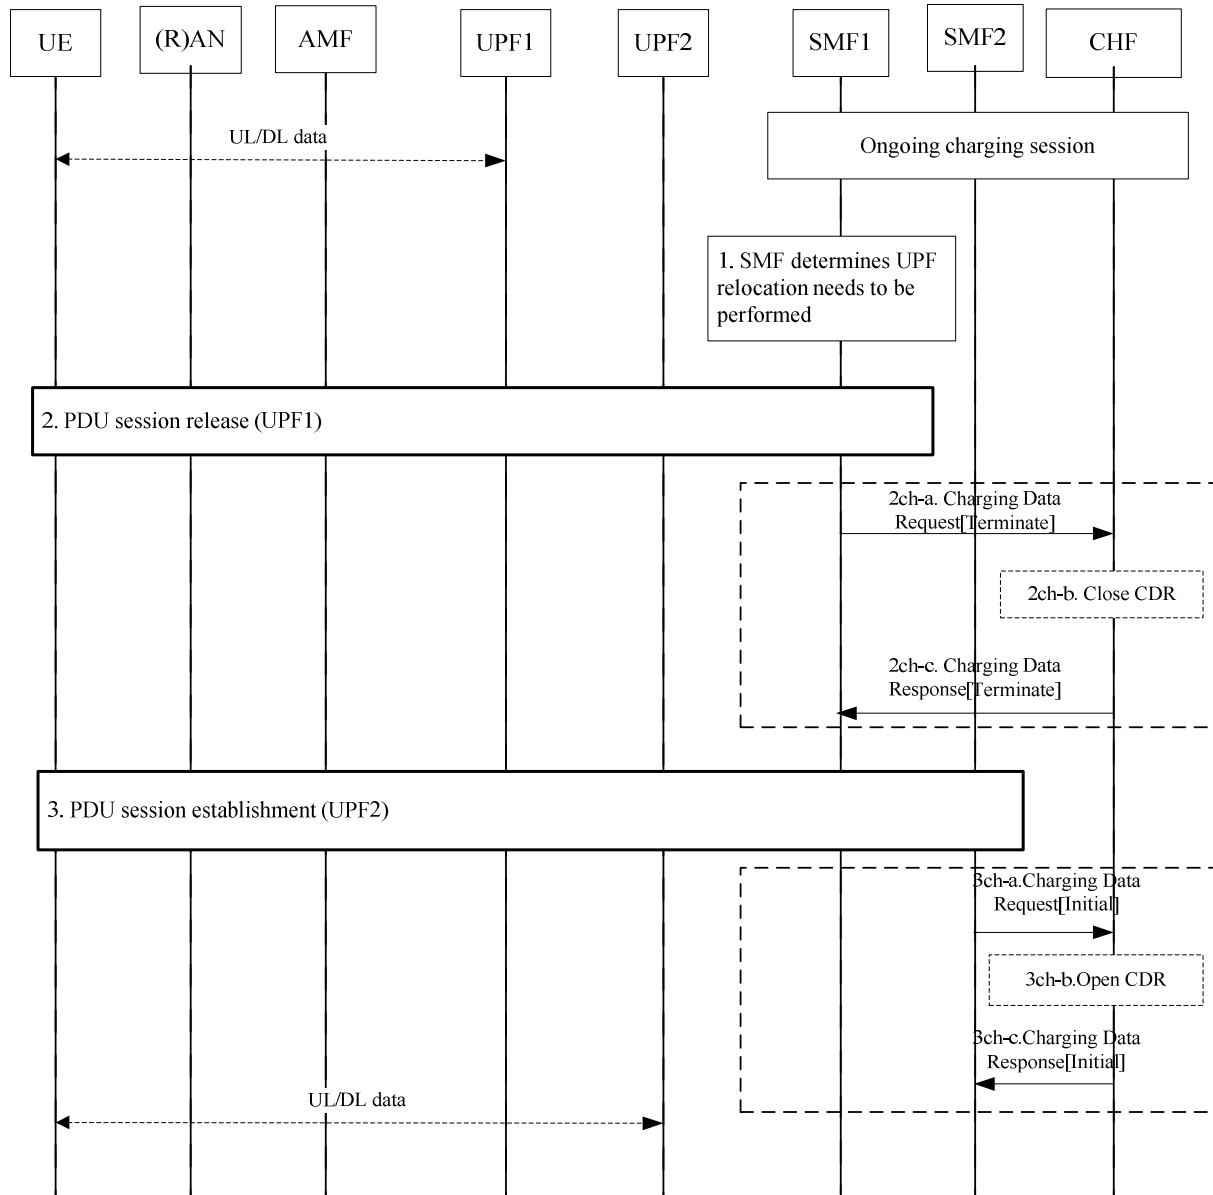 UE
(R)AN
AMF
UPF1
UPF2
SMF1
SMF2
CHF
UL/DL data
Ongoing charging session
1. SMF determines UPF
relocation needs to be
performed
2. PDU session release (UPF1)
2ch-a. Charging Data
Request[Terminate]
2ch-b. Close CDR
2ch-c. Charging Data
Response[Terminate]
3. PDU session establishment (UPF2)
3ch-a.Charging Data
Request[Initial]
3ch-b.Open CDR
3ch-c.Charging Data
Response[Initial]
UL/DL data